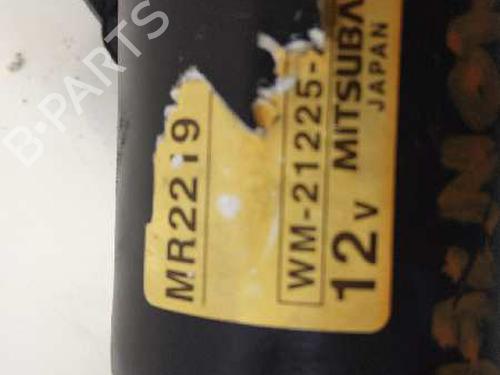 MR2219
WM-21225-
12V MITSUBA
JAPAN
B-PARTS